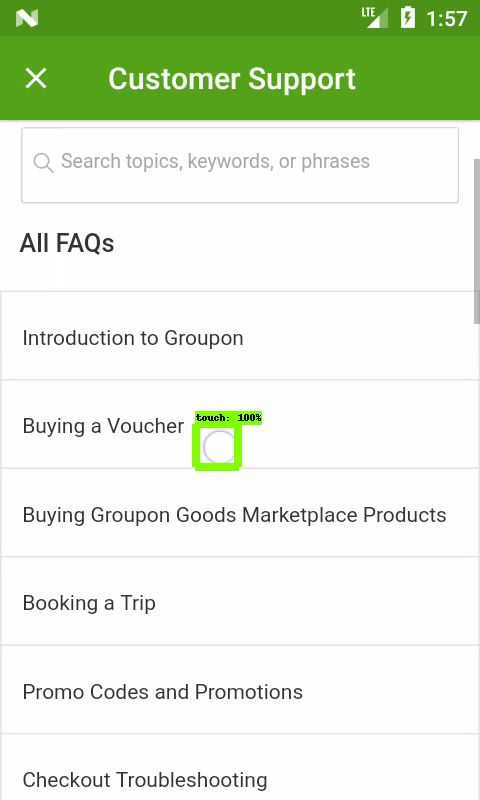 LTE 1:57
Customer Support
Search topics, keywords, or phrases
All FAQs
Introduction to Groupon
Buying a Voucher
touch: 100%
Buying Groupon Goods Marketplace Products
Booking a Trip
Promo Codes and Promotions
Checkout Troubleshooting